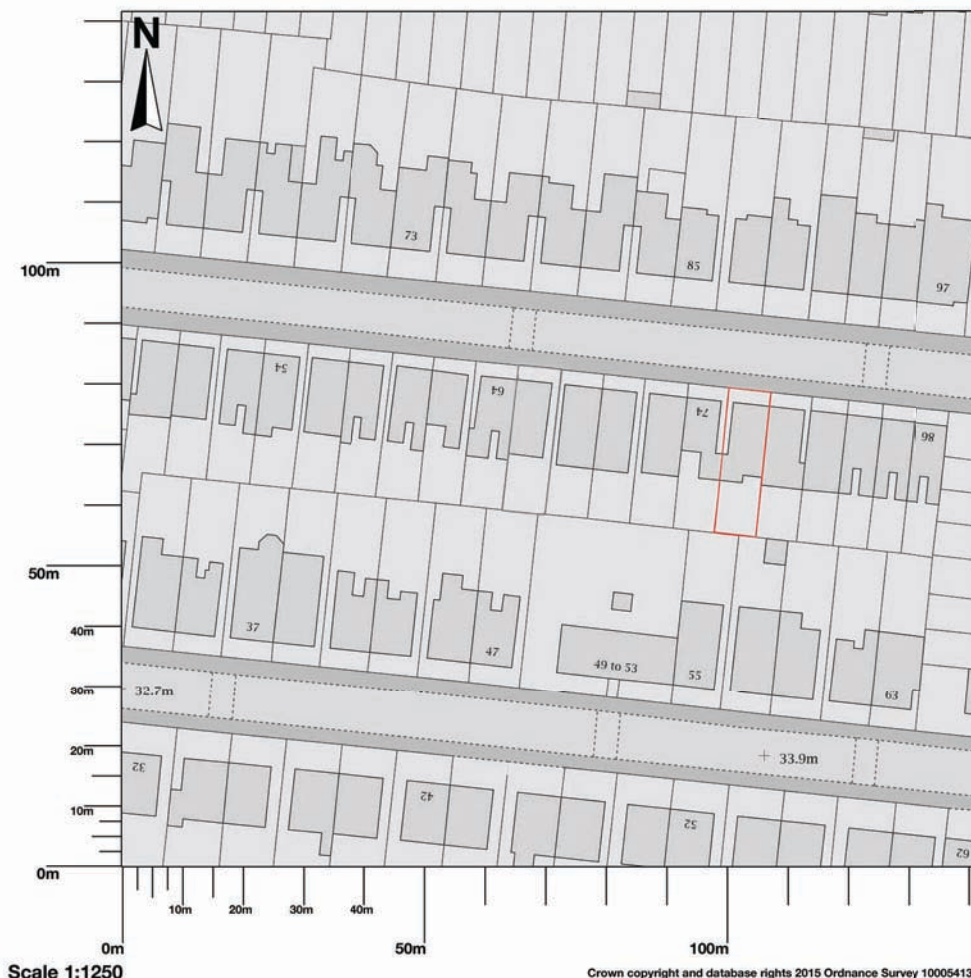 N
73
85
97
100m
54
64
74
86
50m
40m
37
47
49 to 53
55
63
30m
32.7m
20m
33.9m
32
42
52
62
10m
0m
10m
20m
30m
40m
0m
50m
100m
Scale 1:1250
Crown copyright and database rights 2015 Ordnance Survey 10005413